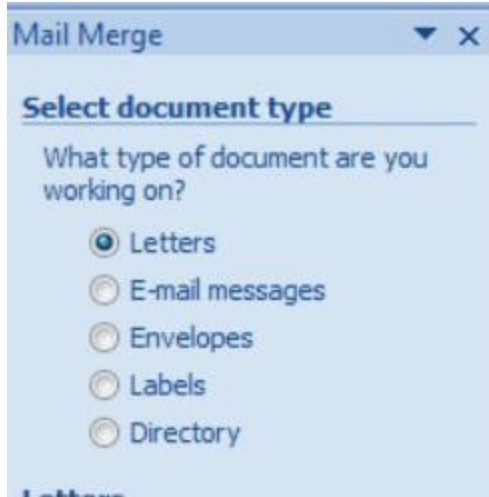 Mail Merge
Select document type
What type of document are you
working on?
Letters
E-mail messages
Envelopes
Labels
Directory
Letters